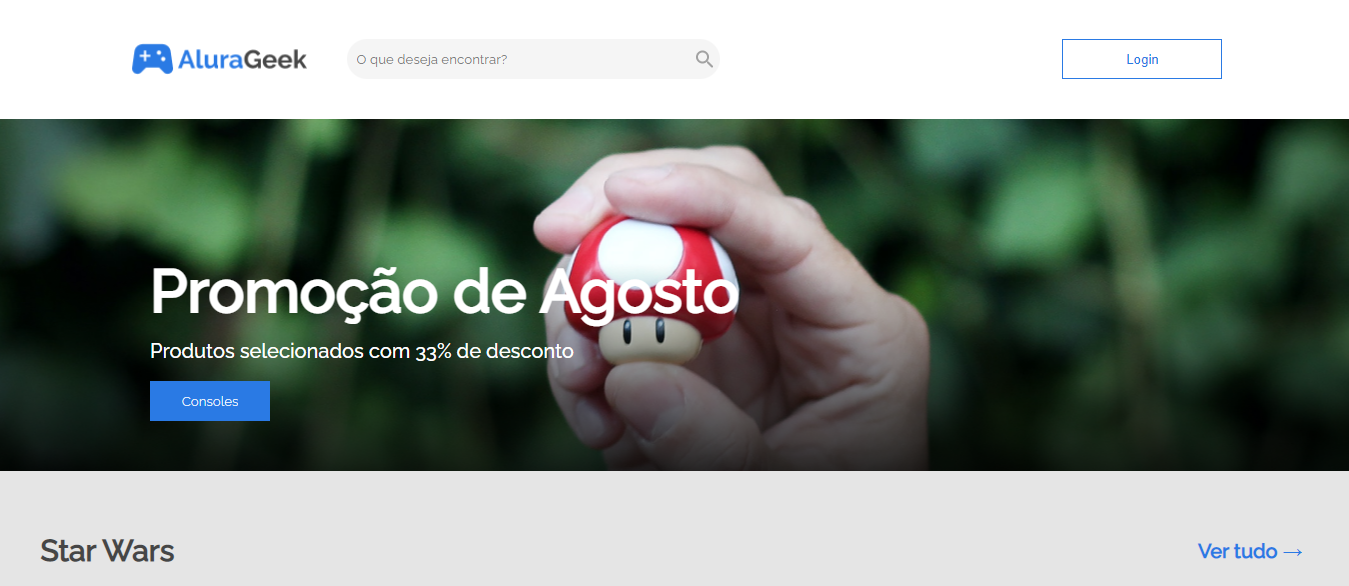 AluraGeek
O que deseja encontrar?
Login
Promoção de Agosto
Produtos selecionados com 33% de desconto
Consoles
Star Wars
Ver tudo →